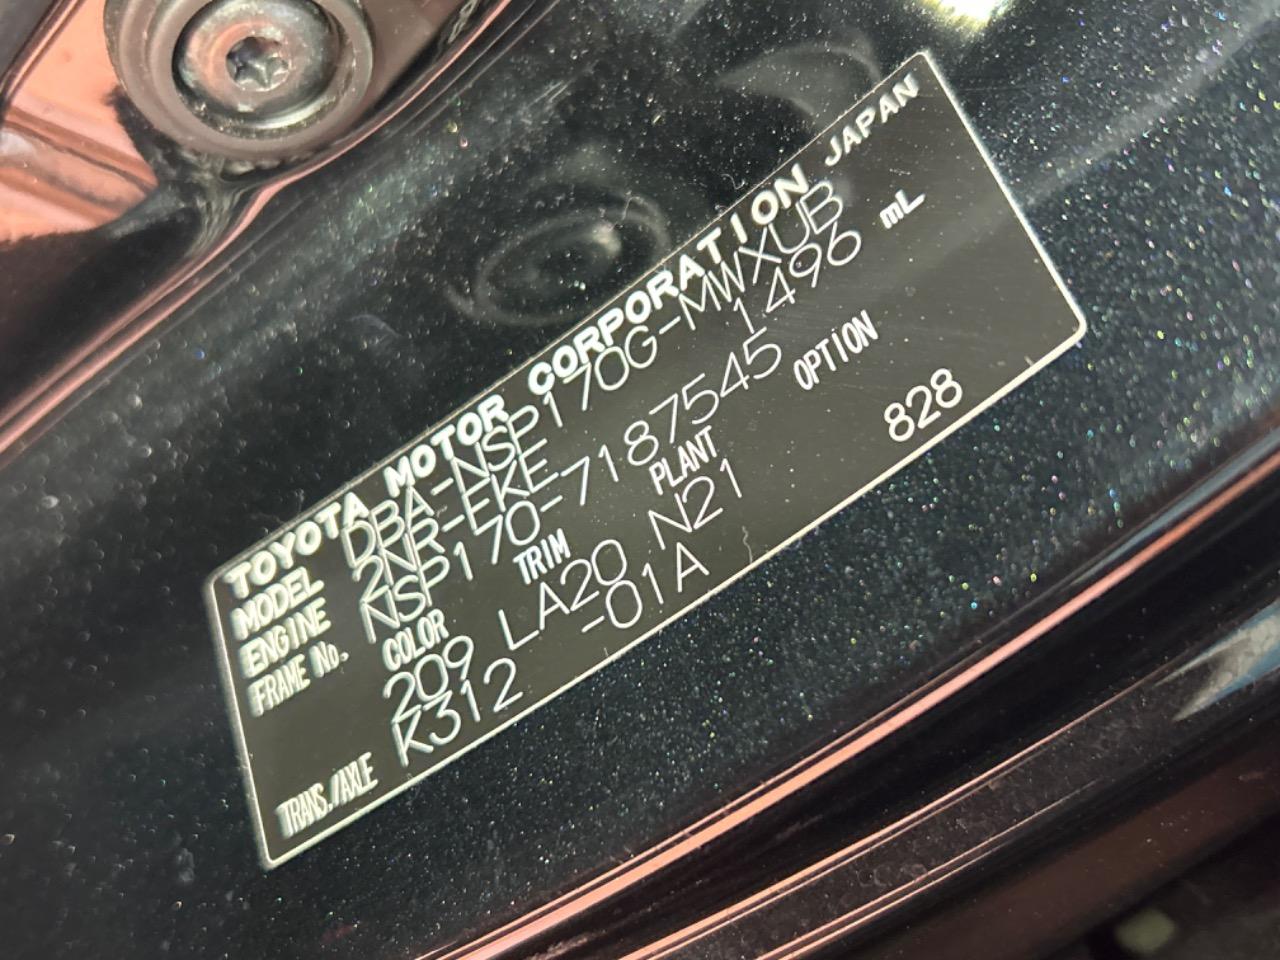 TOYOTA MOTOR CORPORATION JAPAN
MODEL DBA-NSP170G-MWXUB
ENGINE 2NR-FKE 1496 mL
FRAME No. NSP170-7187545
COLOR TRIM PLANT OPTION
209 LA20 N21 828
TRANS./AXLE K312 -01A